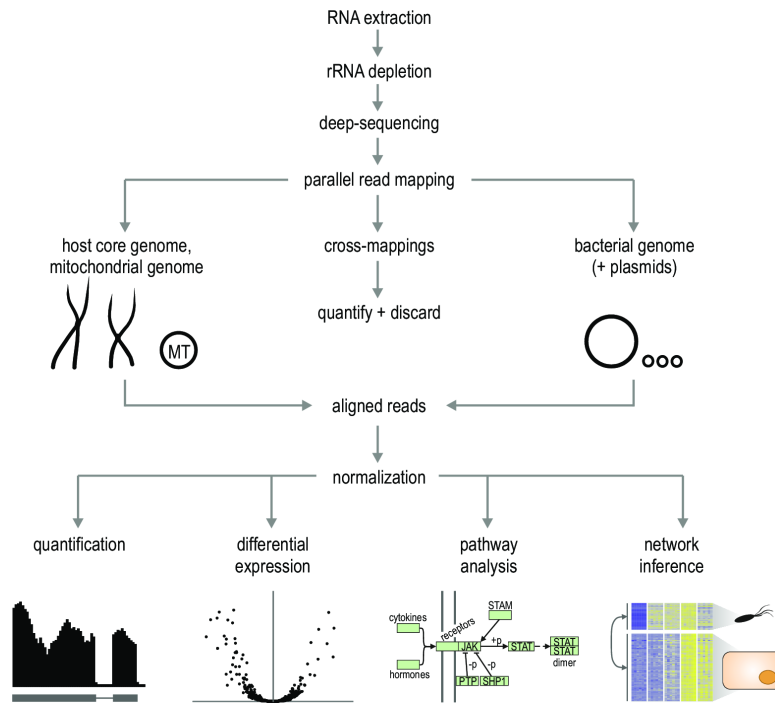 RNA extraction
rRNA depletion
deep-sequencing
parallel read mapping
host core genome,
mitochondrial genome
cross-mappings
bacterial genome
(+ plasmids)
quantify + discard
MT
aligned reads
normalization
quantification
differential
expression
pathway
analysis
network
inference
cytokines
hormones
receptors
STAM
JAK
+p
STAT
STAT
STAT
dimer
-p
-p
PTP
SHP1